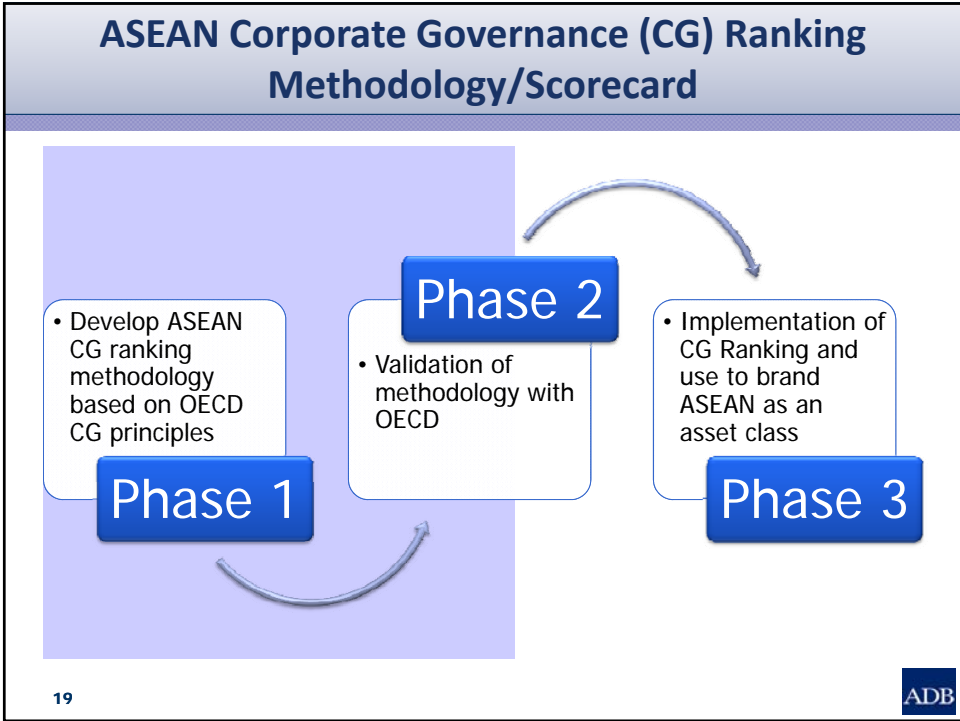 ASEAN Corporate Governance (CG) Ranking
Methodology/Scorecard
• Develop ASEAN
CG ranking
methodology
based on OECD
CG principles
Phase 1
Phase 2
• Validation of
methodology with
OECD
• Implementation of
CG Ranking and
use to brand
ASEAN as an
asset class
Phase 3
19
ADB